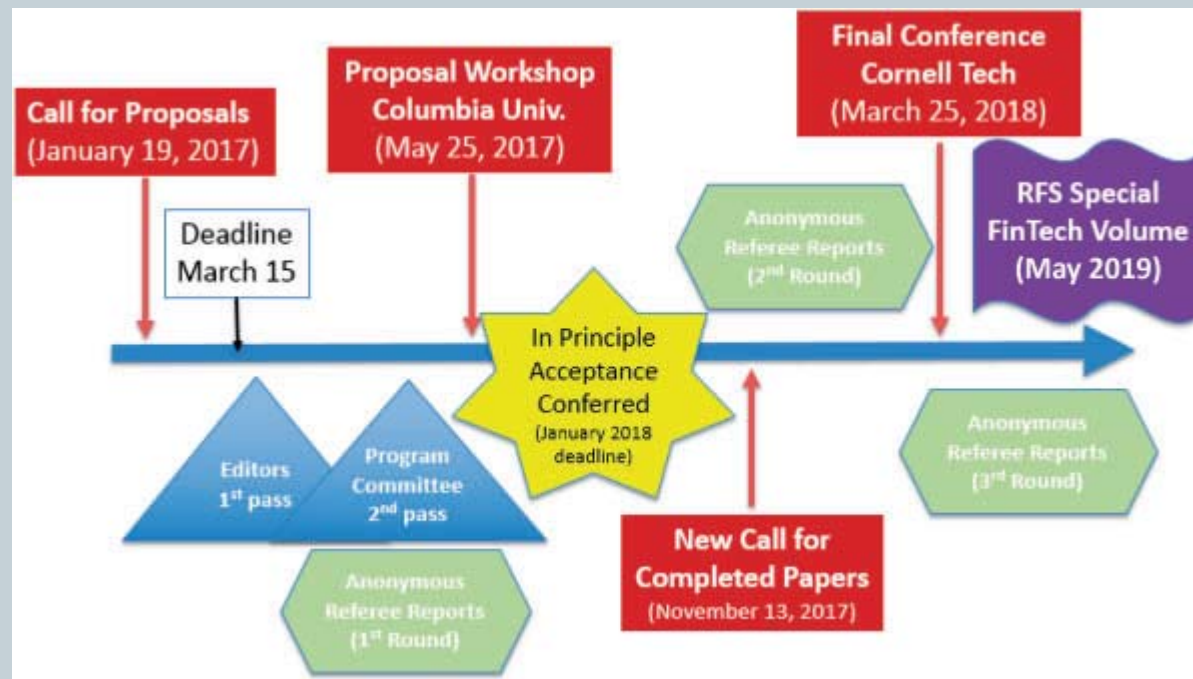 Call for Proposals
(January 19, 2017)
Deadline
March 15
Proposal Workshop
Columbia Univ.
(May 25, 2017)
Final Conference
Cornell Tech
(March 25, 2018)
RFS Special
FinTech Volume
(May 2019)
Anonymous
Referee Reports
(2nd Round)
In Principle
Acceptance
Conferred
(January 2018
deadline)
Editors
1st pass
Program
Committee
2nd pass
Anonymous
Referee Reports
(1st Round)
New Call for
Completed Papers
(November 13, 2017)
Anonymous
Referee Reports
(3rd Round)